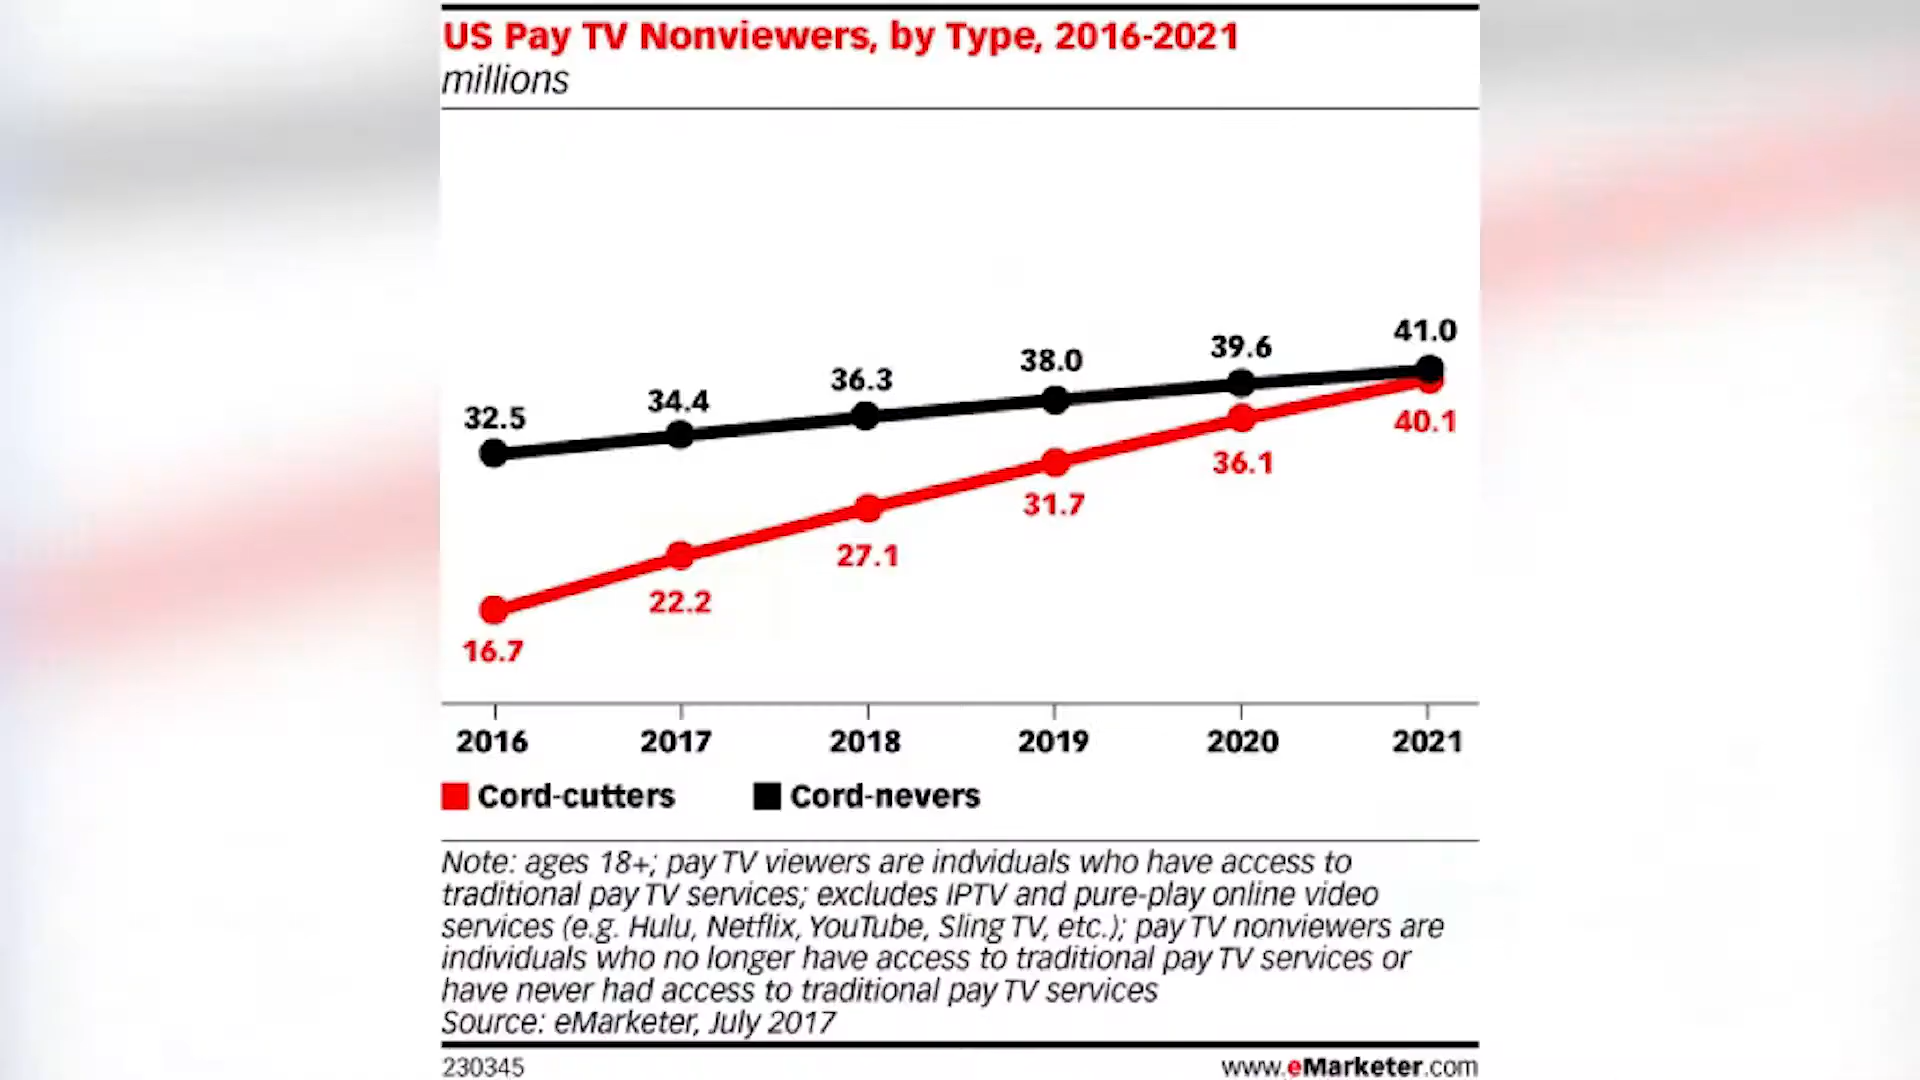 US Pay TV Nonviewers, by Type, 2016-2021
millions
41.0
39.6
38.0
36.3
34.4
32.5
40.1
36.1
31.7
27.1
22.2
16.7
2016 2017 2018 2019 2020 2021
Cord-cutters Cord-nevers
Note: ages 18+; pay TV viewers are indviduals who have access to
traditional pay TV services; excludes IPTV and pure-play online video
services (e.g. Hulu, Netflix, YouTube, Sling TV, etc.); pay TV nonviewers are
individuals who no longer have access to traditional pay TV services or
have never had access to traditional pay TV services
Source: eMarketer, July 2017
230345 www.eMarketer.com